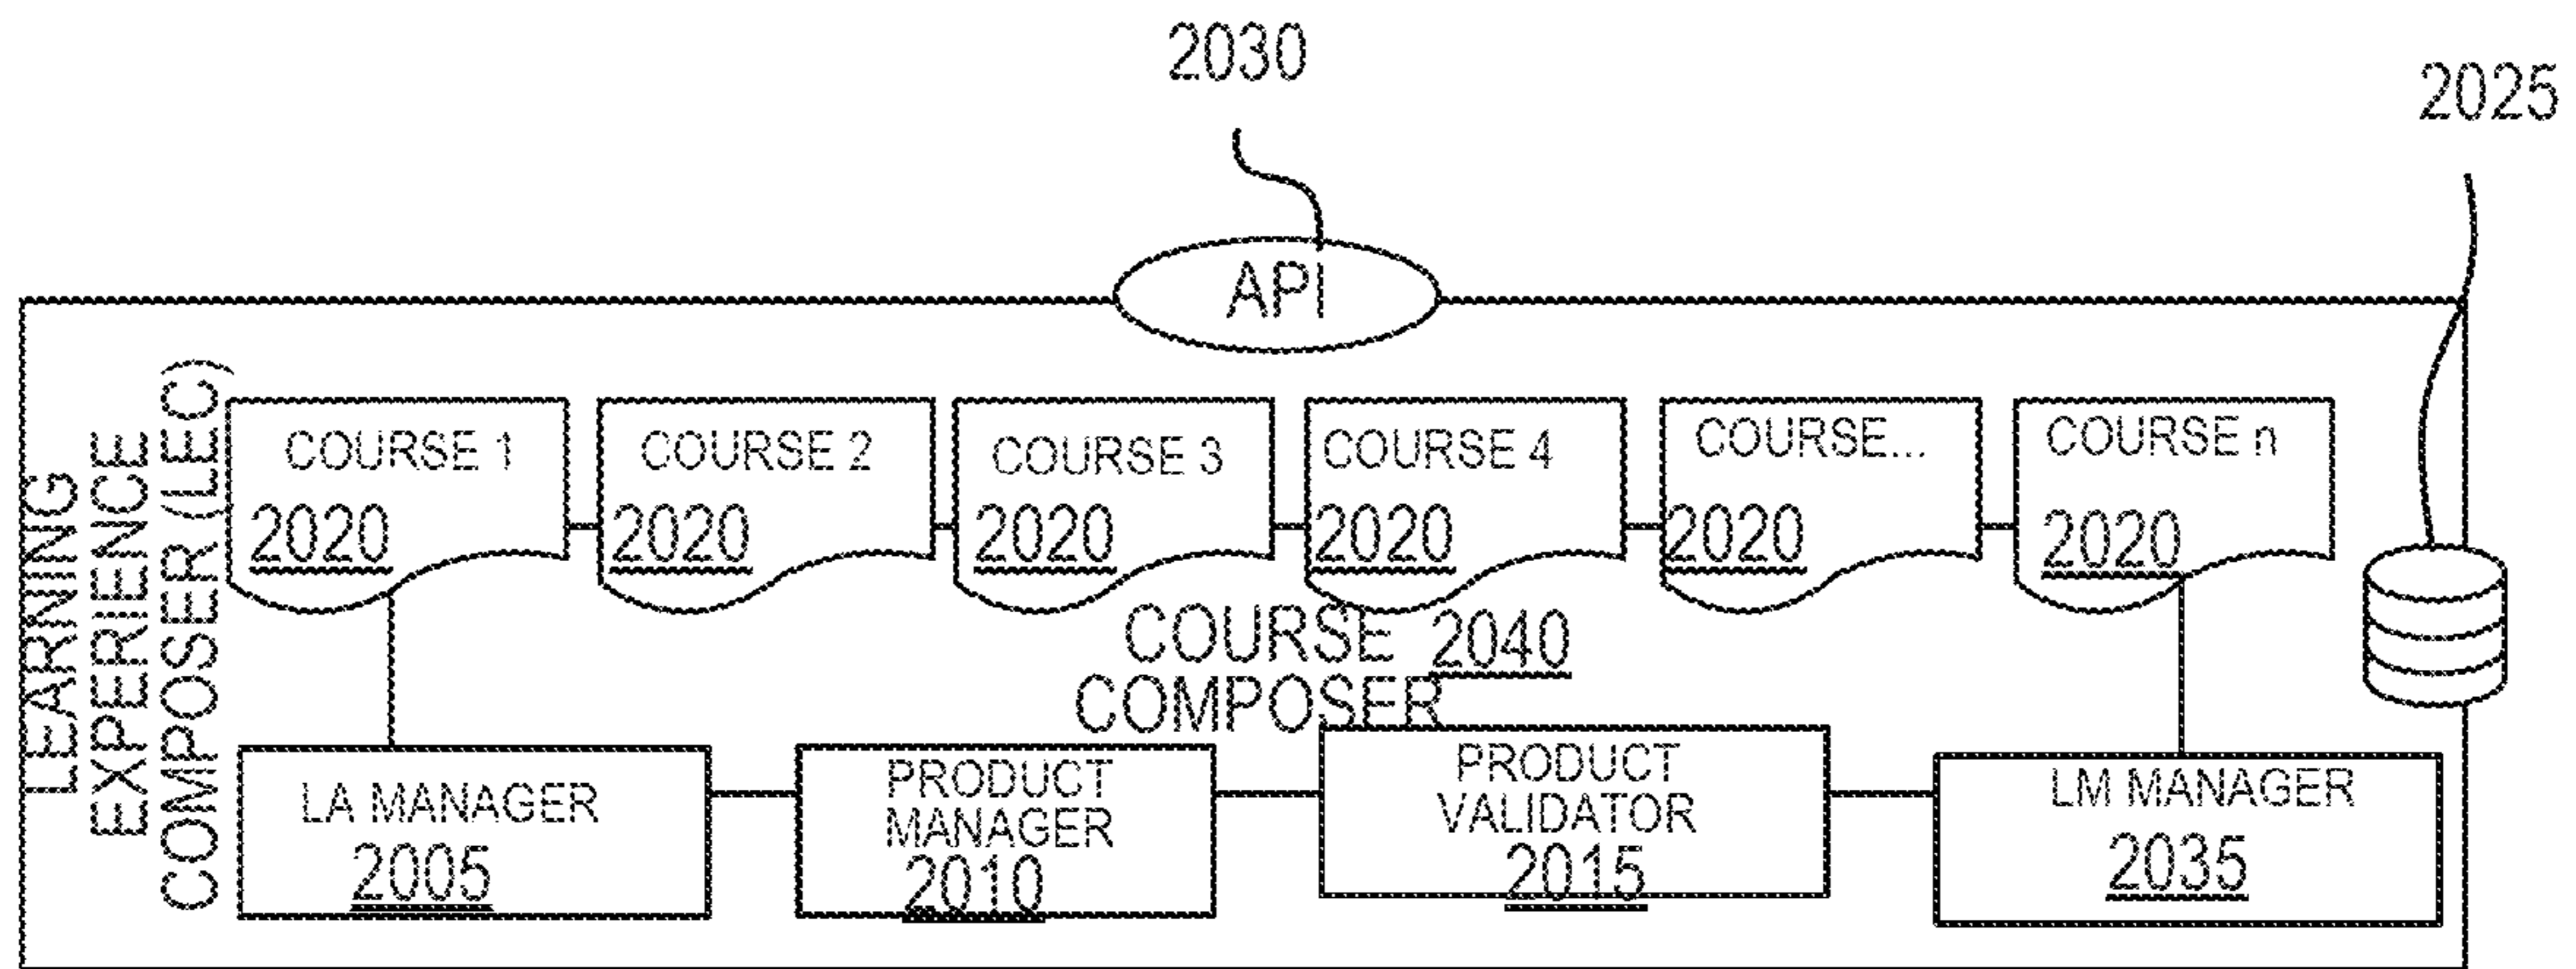 2030
2025
API
LEARNING
EXPERIENCE
COMPOSER (LEC)
COURSE 1
2020
COURSE 2
2020
COURSE 3
2020
COURSE 4
2020
COURSE...
2020
COURSE n
2020
COURSE 2040
COMPOSER
LA MANAGER
2005
PRODUCT
MANAGER
2010
PRODUCT
VALIDATOR
2015
LM MANAGER
2035